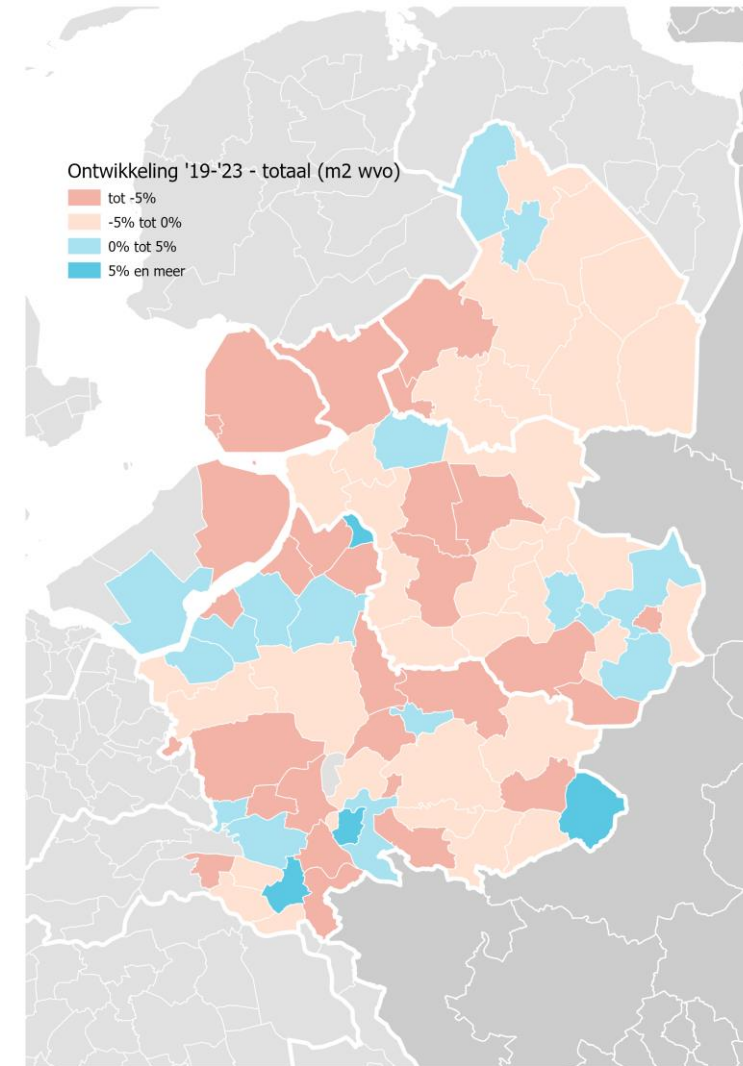 Ontwikkeling '19-'23 - totaal (m2 wvo)
tot -5%
-5% tot 0%
0% tot 5%
5% en meer